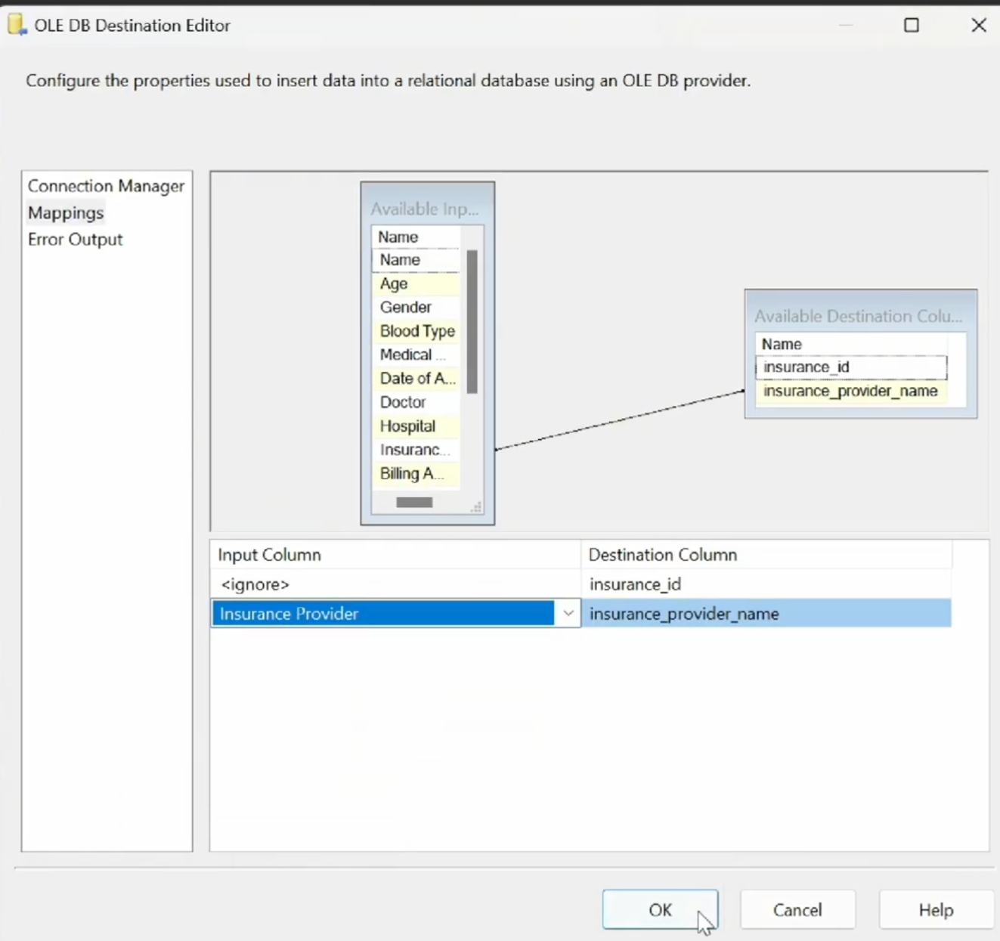 OLE DB Destination Editor
Configure the properties used to insert data into a relational database using an OLE DB provider.
Connection Manager
Mappings
Error Output
Available Inp...
Name
Name
Age
Gender
Blood Type
Medical ...
Date of A...
Doctor
Hospital
Insuranc...
Billing A...
Available Destination Colu...
Name
insurance_id
insurance_provider_name
Input Column Destination Column
<ignore> insurance_id
Insurance Provider insurance_provider_name
OK Cancel Help